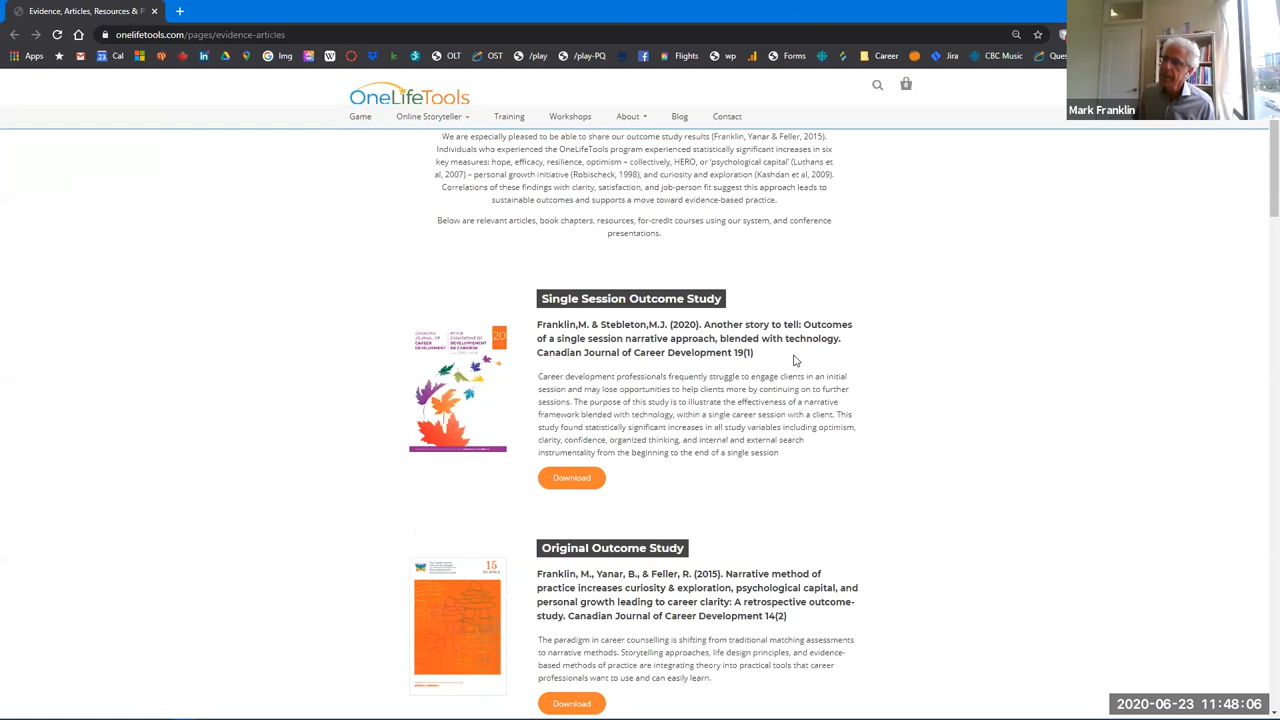 Evidence, Articles, Resources & P
onelifetools.com/pages/evidence-articles
Apps
Cal
Img
OLT
OST
/play
/play-PQ
Flights
wp
Forms
Career
Jira
CBC Music
Ques
Mark Franklin
OneLifeTools
0
Game
Online Storyteller
Training
Workshops
About
Blog
Contact
We are especially pleased to be able to share our outcome study results (Franklin, Yanar & Feller, 2015).
Individuals who experienced the OneLifeTools program experienced statistically significant increases in six
key measures: hope, efficacy, resilience, optimism – collectively, HERO, or 'psychological capital' (Luthans et
al, 2007) – personal growth initiative (Robischeck, 1998), and curiosity and exploration (Kashdan et al, 2009).
Correlations of these findings with clarity, satisfaction, and job-person fit suggest this approach leads to
sustainable outcomes and supports a move toward evidence-based practice.
Below are relevant articles, book chapters, resources, for-credit courses using our system, and conference
presentations.
Single Session Outcome Study
Franklin,M. & Stebleton,M.J. (2020). Another story to tell: Outcomes
of a single session narrative approach, blended with technology.
Canadian Journal of Career Development 19(1)
Career development professionals frequently struggle to engage clients in an initial
session and may lose opportunities to help clients more by continuing on to further
sessions. The purpose of this study is to illustrate the effectiveness of a narrative
framework blended with technology, within a single career session with a client. This
study found statistically significant increases in all study variables including optimism,
clarity, confidence, organized thinking, and internal and external search
instrumentality from the beginning to the end of a single session
Download
CANADIAN
JOURNAL OF
CAREER
DEVELOPMENT
REVUE
CANADIENNE DE
DÉVELOPPEMENT
DE CARRIÈRE
20
Original Outcome Study
Franklin, M., Yanar, B., & Feller, R. (2015). Narrative method of
practice increases curiosity & exploration, psychological capital, and
personal growth leading to career clarity: A retrospective outcome-
study. Canadian Journal of Career Development 14(2)
The paradigm in career counselling is shifting from traditional matching assessments
to narrative methods. Storytelling approaches, life design principles, and evidence-
based methods of practice are integrating theory into practical tools that career
professionals want to use and can easily learn.
Download
15
2020-06-23 11:48:06